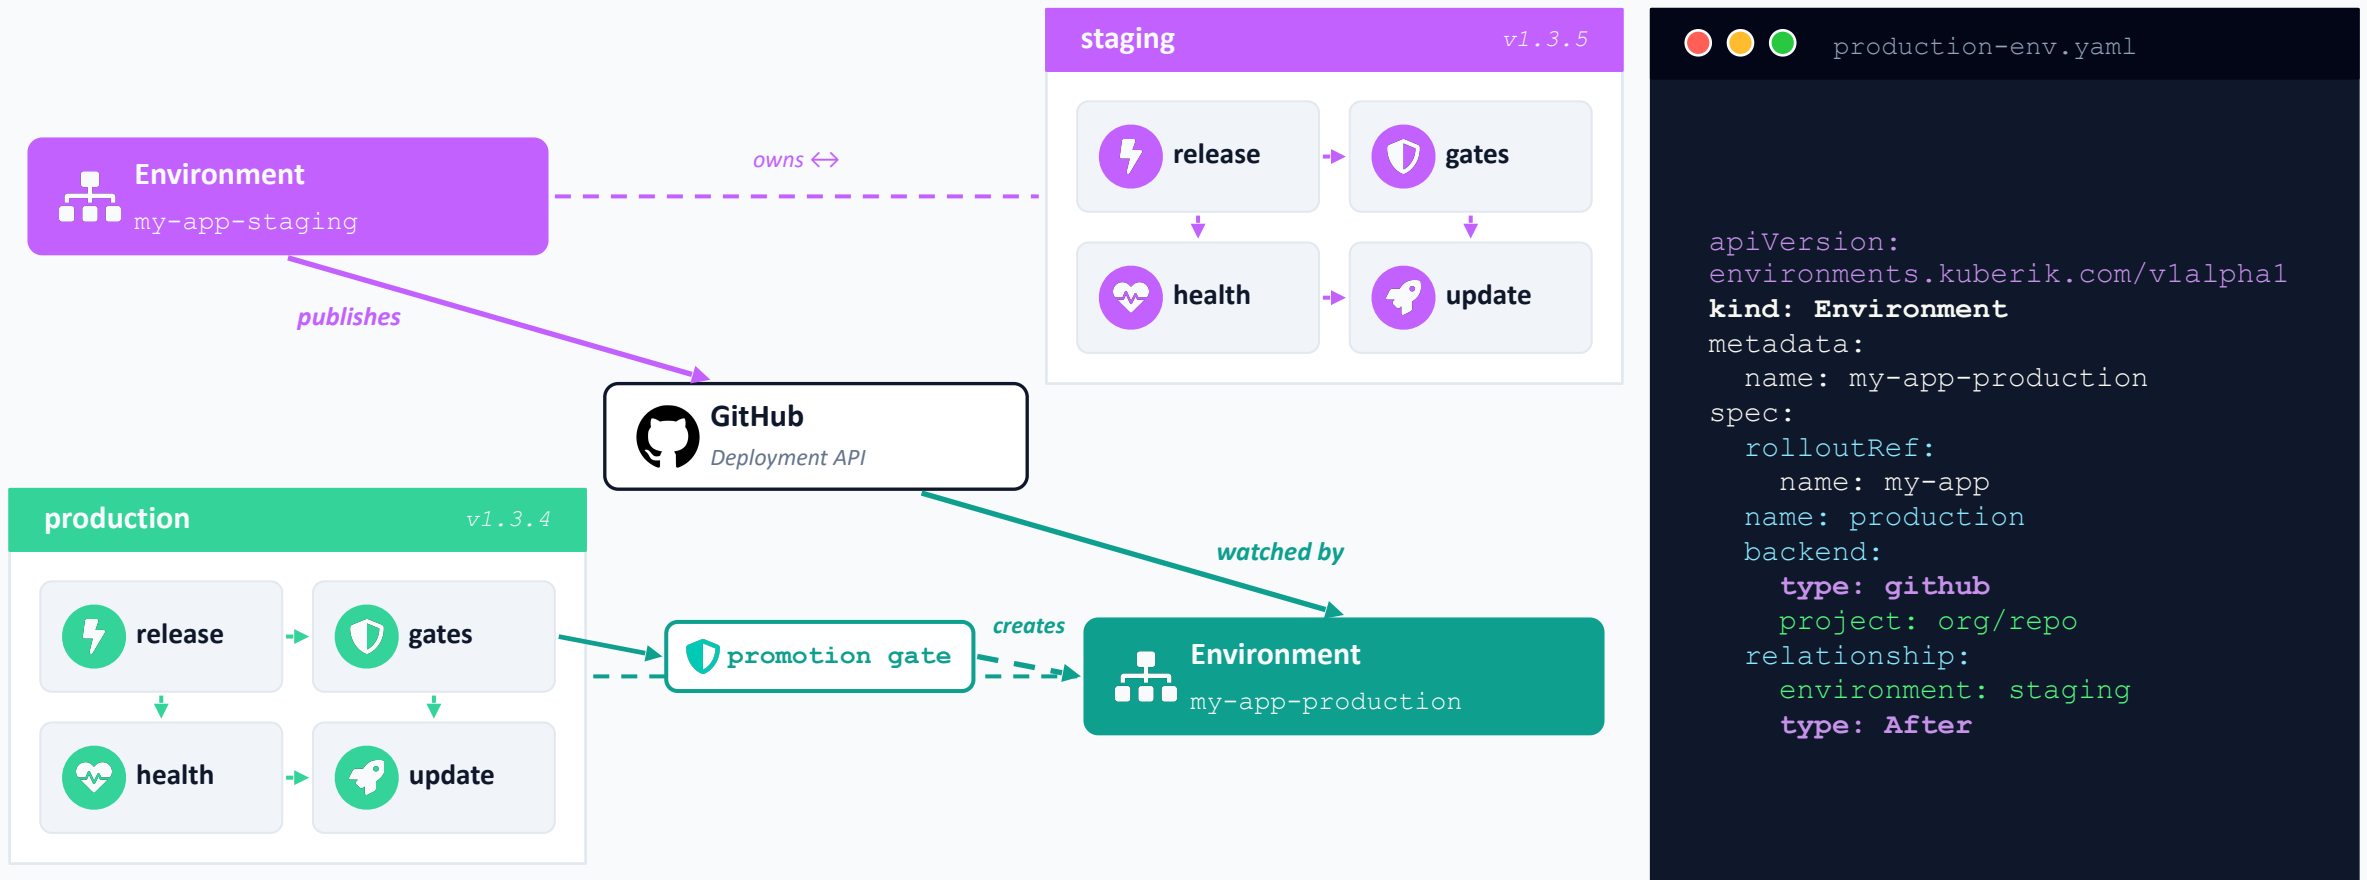 staging
v1.3.5
release
gates
health
update
Environment
my-app-staging
owns ↔
publishes
GitHub
Deployment API
watched by
production
v1.3.4
release
gates
health
update
promotion gate
creates
Environment
my-app-production
production-env.yaml
apiVersion:
environments.kuberik.com/v1alpha1
kind: Environment
metadata:
  name: my-app-production
spec:
  rolloutRef:
    name: my-app
  name: production
  backend:
    type: github
    project: org/repo
  relationship:
    environment: staging
    type: After